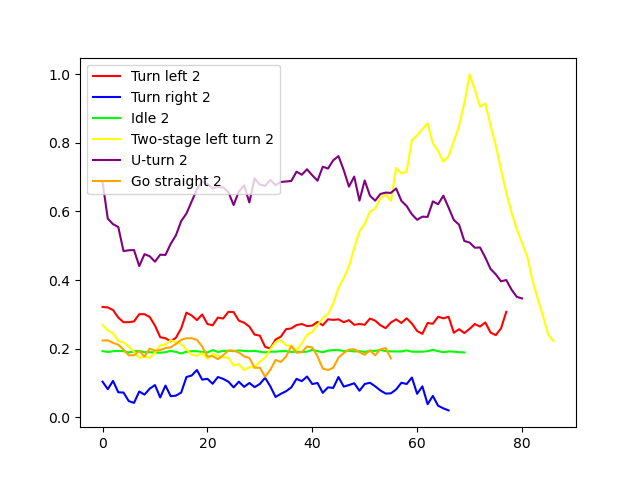 1.0
0.8
0.6
0.4
0.2
0.0
Turn left 2
Turn right 2
Idle 2
Two-stage left turn 2
U-turn 2
Go straight 2
0 20 40 60 80